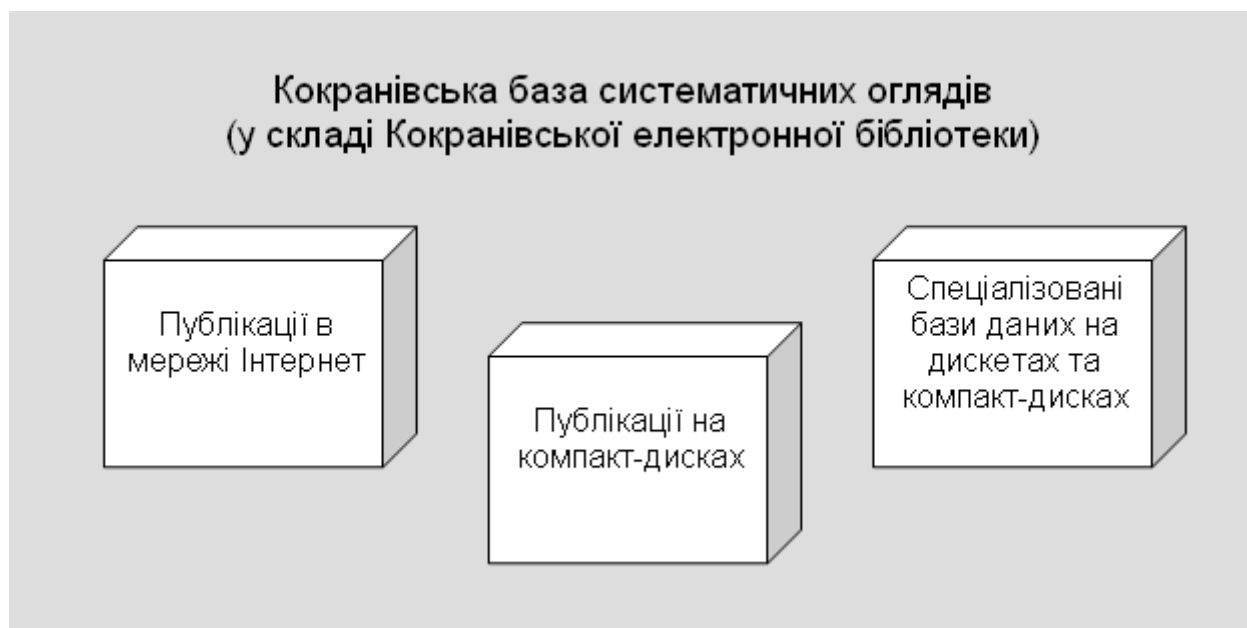 Кокранівська база систематичних оглядів
(у складі Кокранівської електронної бібліотеки)
Публікації в
мережі Інтернет
Публікації на
компакт-дисках
Спеціалізовані
бази даних на
дискетах та
компакт-дисках